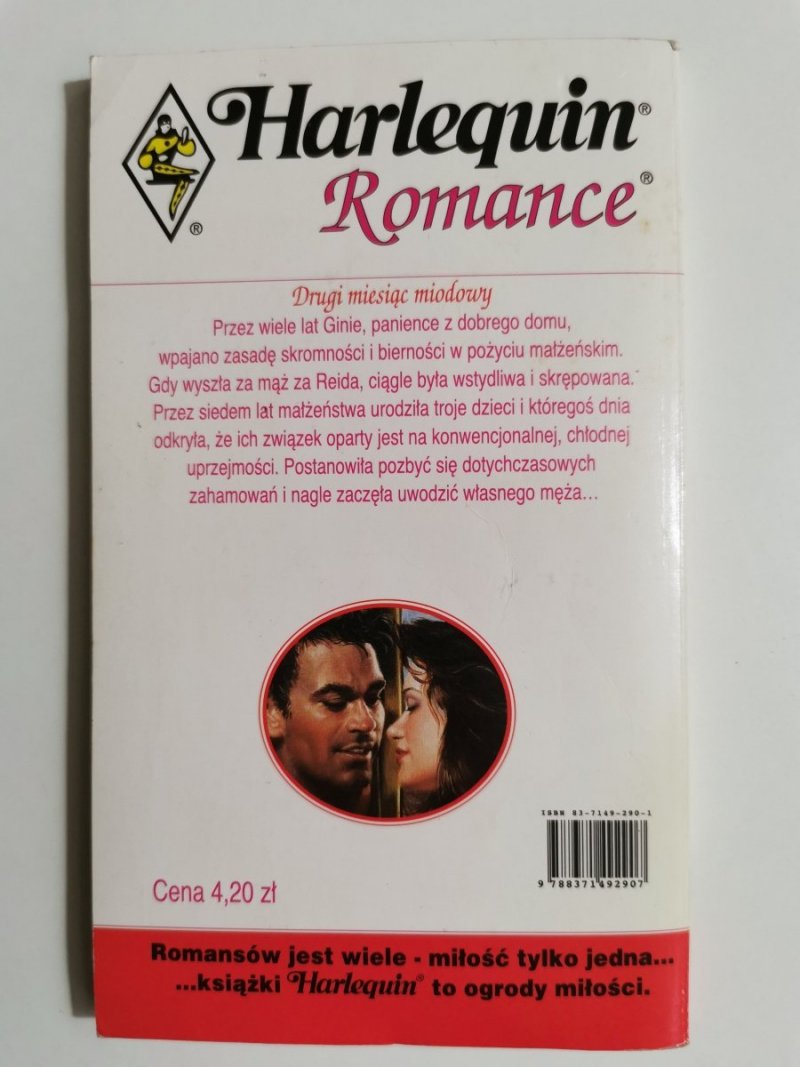 Harlequin®
Romance®
®
Drugi miesiąc miodowy
Przez wiele lat Ginie, panience z dobrego domu,
wpajano zasadę skromności i bierności w pożyciu małżeńskim.
Gdy wyszła za mąż za Reida, ciągle była wstydliwa i skrępowana.
Przez siedem lat małżeństwa urodziła troje dzieci i któregoś dnia
odkryła, że ich związek oparty jest na konwencjonalnej, chłodnej
uprzejmości. Postanowiła pozbyć się dotychczasowych
zahamowań i nagle zaczęła uwodzić własnego męża...
ISBN 83-7149-290-1
9 788371 492907
Cena 4,20 zł
Romansów jest wiele - miłość tylko jedna...
...książki Harlequin® to ogrody miłości.